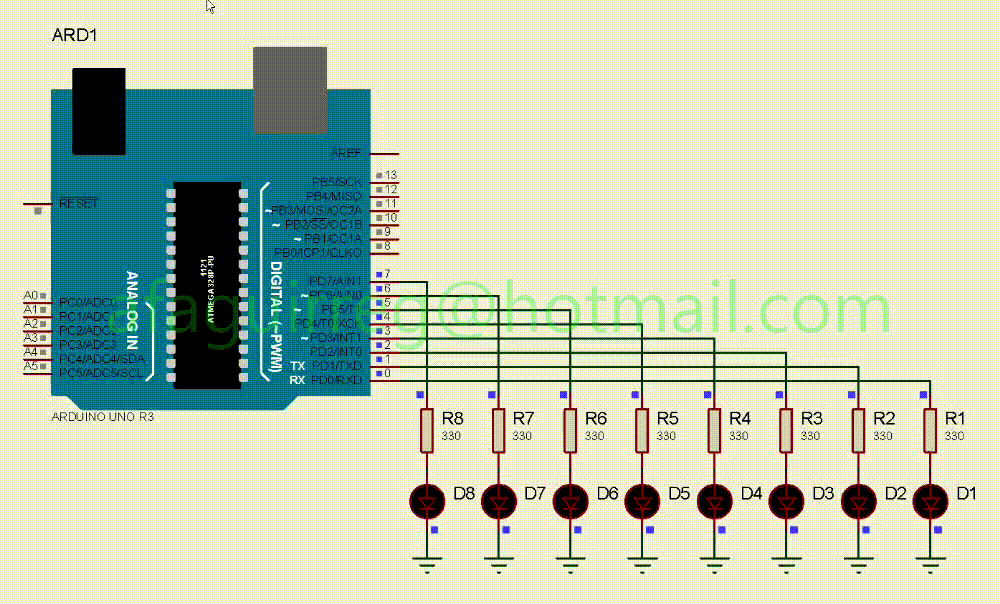 ARD1
AREF
PB5/SCK 13
PB4/MISO 12
~PB3/MOSI/OC2A 11
~ PB2/SS/OC1B 10
~ PB1/OC1A 9
PB0/ICP1/CLKO 8
RESET
1121
ATMEGA328P-PU
DIGITAL (~PWM)
ANALOG IN
PD7/AIN1 7
~ PD6/AIN0 6
~ PD5/T1 5
PD4/T0/XCK 4
~ PD3/INT1 3
PD2/INT0 2
TX PD1/TXD 1
RX PD0/RXD 0
A0 PC0/ADC0
A1 PC1/ADC1
A2 PC2/ADC2
A3 PC3/ADC3
A4 PC4/ADC4/SDA
A5 PC5/ADC5/SCL
@hotmail.com
ARDUINO UNO R3
R8 R7 R6 R5 R4 R3 R2 R1
330 330 330 330 330 330 330 330
D8 D7 D6 D5 D4 D3 D2 D1